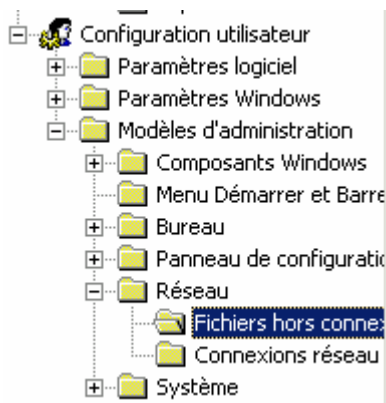 Configuration utilisateur
Paramètres logiciel
Paramètres Windows
Modèles d'administration
Composants Windows
Menu Démarrer et Barre
Bureau
Panneau de configuratio
Réseau
Fichiers hors connex
Connexions réseau
Système